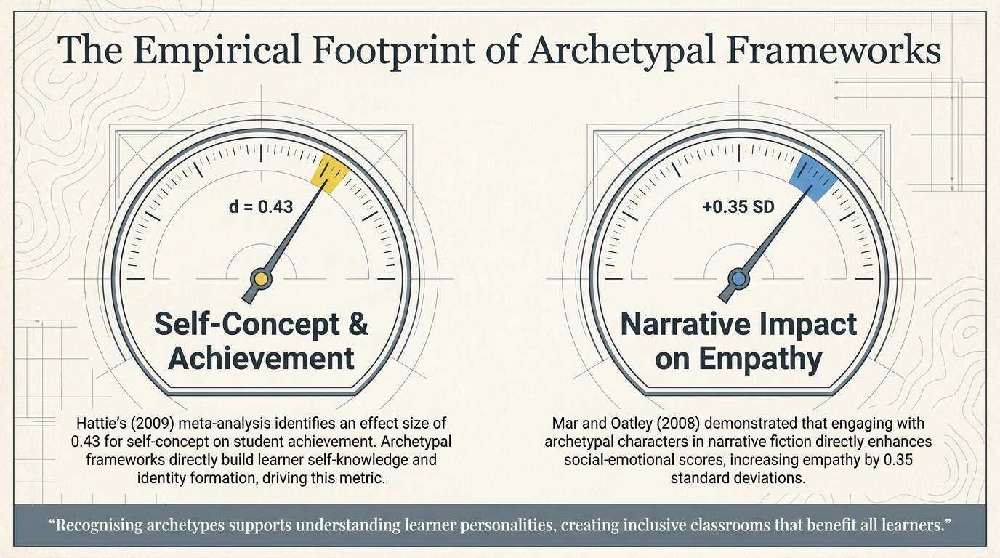 The Empirical Footprint of Archetypal Frameworks
d = 0.43
Self-Concept &
Achievement
Hattie's (2009) meta-analysis identifies an effect size of
0.43 for self-concept on student achievement. Archetypal
frameworks directly build learner self-knowledge and
identity formation, driving this metric.
+0.35 SD
Narrative Impact
on Empathy
Mar and Oatley (2008) demonstrated that engaging with
archetypal characters in narrative fiction directly enhances
social-emotional scores, increasing empathy by 0.35
standard deviations.
“Recognising archetypes supports understanding learner personalities, creating inclusive classrooms that benefit all learners.”